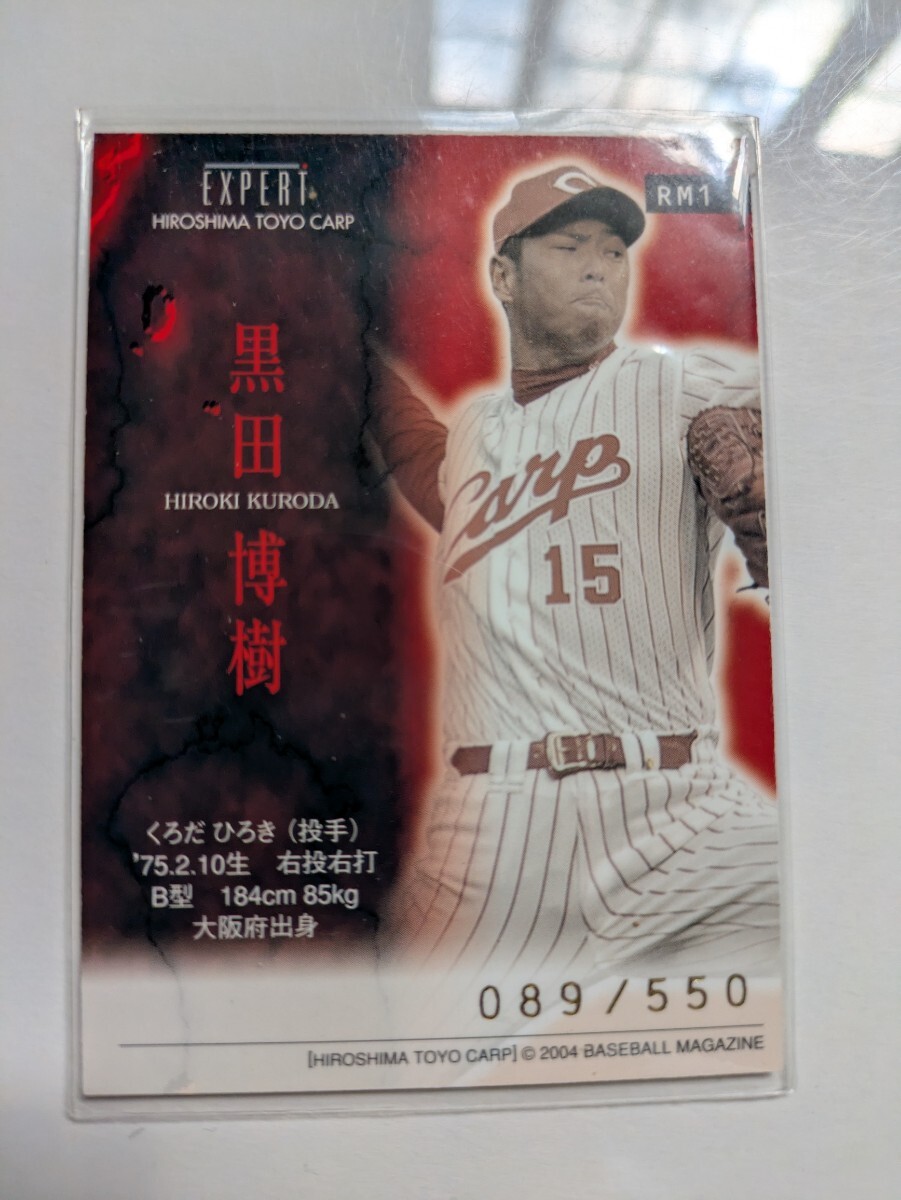 EXPERT
HIROSHIMA TOYO CARP
RM1
黒田
HIROKI KURODA
博樹
Carp
15
くろだ ひろき（投手）
'75.2.10生　右投右打
B型　184cm 85kg
大阪府出身
089/550
[HIROSHIMA TOYO CARP] © 2004 BASEBALL MAGAZINE